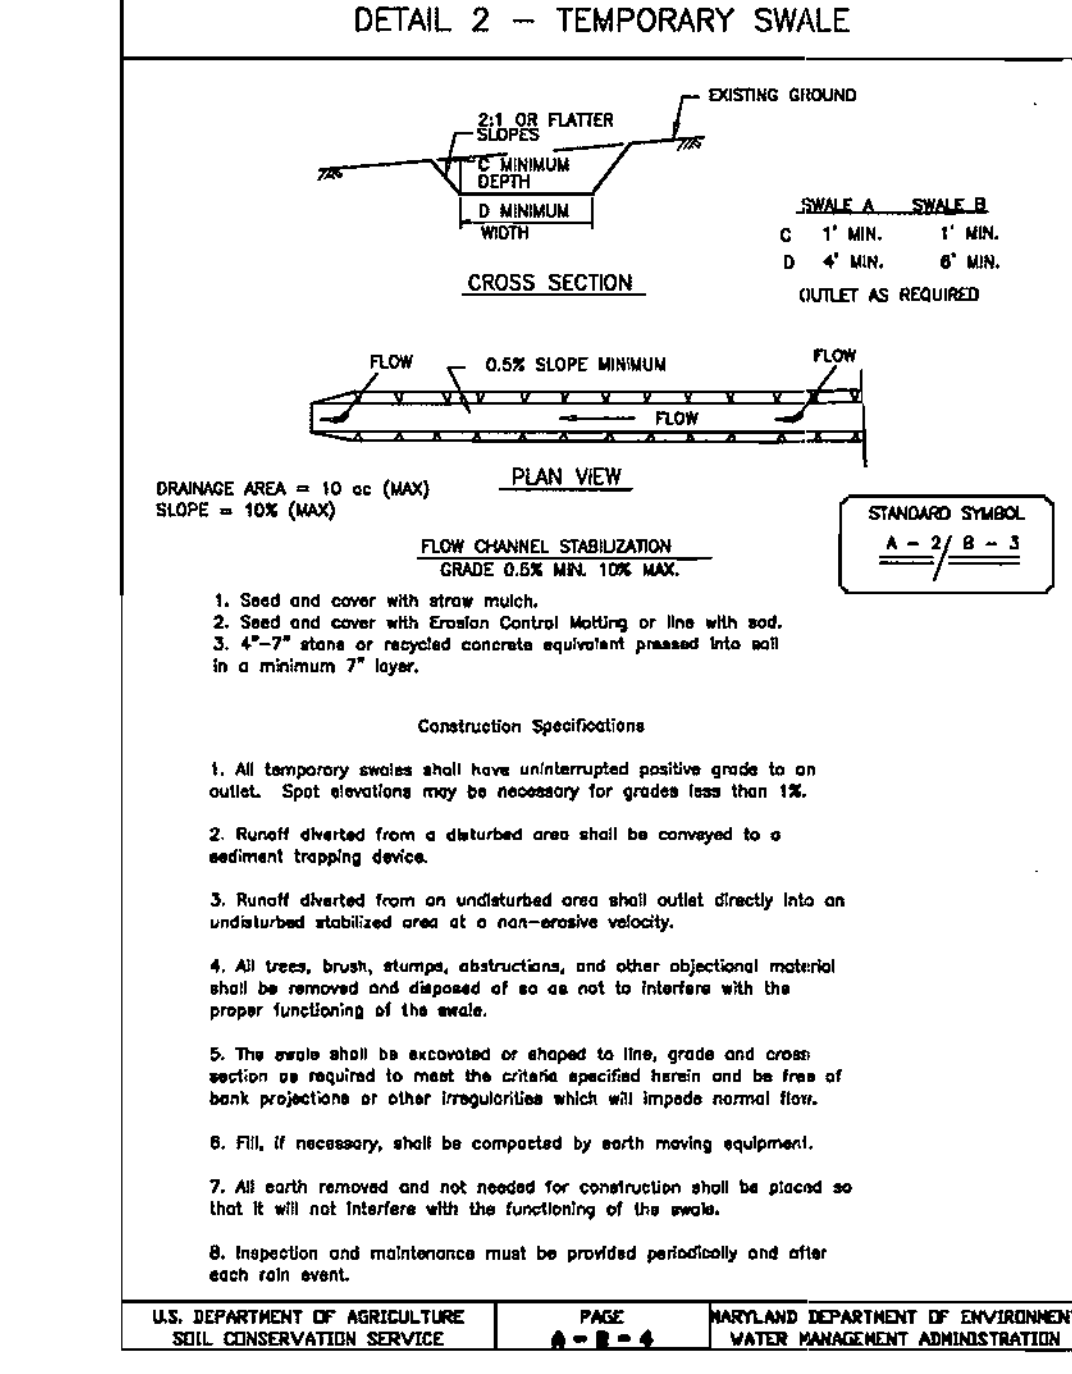 DETAIL 2 - TEMPORARY SWALE
EXISTING GROUND
2:1 OR FLATTER
SLOPES
C MINIMUM
DEPTH
D MINIMUM
WIDTH
CROSS SECTION
SWALE A SWALE B
C 1' MIN. 1' MIN.
D 4' MIN. 6' MIN.
OUTLET AS REQUIRED
FLOW
0.5% SLOPE MINIMUM
FLOW
FLOW
PLAN VIEW
DRAINAGE AREA = 10 ac (MAX)
SLOPE = 10% (MAX)
STANDARD SYMBOL
A - 2/ B - 3
FLOW CHANNEL STABILIZATION
GRADE 0.5% MIN. 10% MAX.
1. Seed and cover with straw mulch.
2. Seed and cover with Erosion Control Matting or line with sod.
3. 4"-7" stone or recycled concrete equivalent pressed into soil
in a minimum 7" layer.
Construction Specifications
1. All temporary swales shall have uninterrupted positive grade to an
outlet. Spot elevations may be necessary for grades less than 1%.
2. Runoff diverted from a disturbed area shall be conveyed to a
sediment trapping device.
3. Runoff diverted from an undisturbed area shall outlet directly into an
undisturbed stabilized area at a non-erosive velocity.
4. All trees, brush, stumps, obstructions, and other objectional material
shall be removed and disposed of so as not to interfere with the
proper functioning of the swale.
5. The swale shall be excavated or shaped to line, grade and cross
section as required to meet the criteria specified herein and be free of
bank projections or other irregularities which will impede normal flow.
6. Fill, if necessary, shall be compacted by earth moving equipment.
7. All earth removed and not needed for construction shall be placed so
that it will not interfere with the functioning of the swale.
8. Inspection and maintenance must be provided periodically and after
each rain event.
U.S. DEPARTMENT OF AGRICULTURE
SOIL CONSERVATION SERVICE
PAGE
MARYLAND DEPARTMENT OF ENVIRONMEN
WATER MANAGEMENT ADMINISTRATION